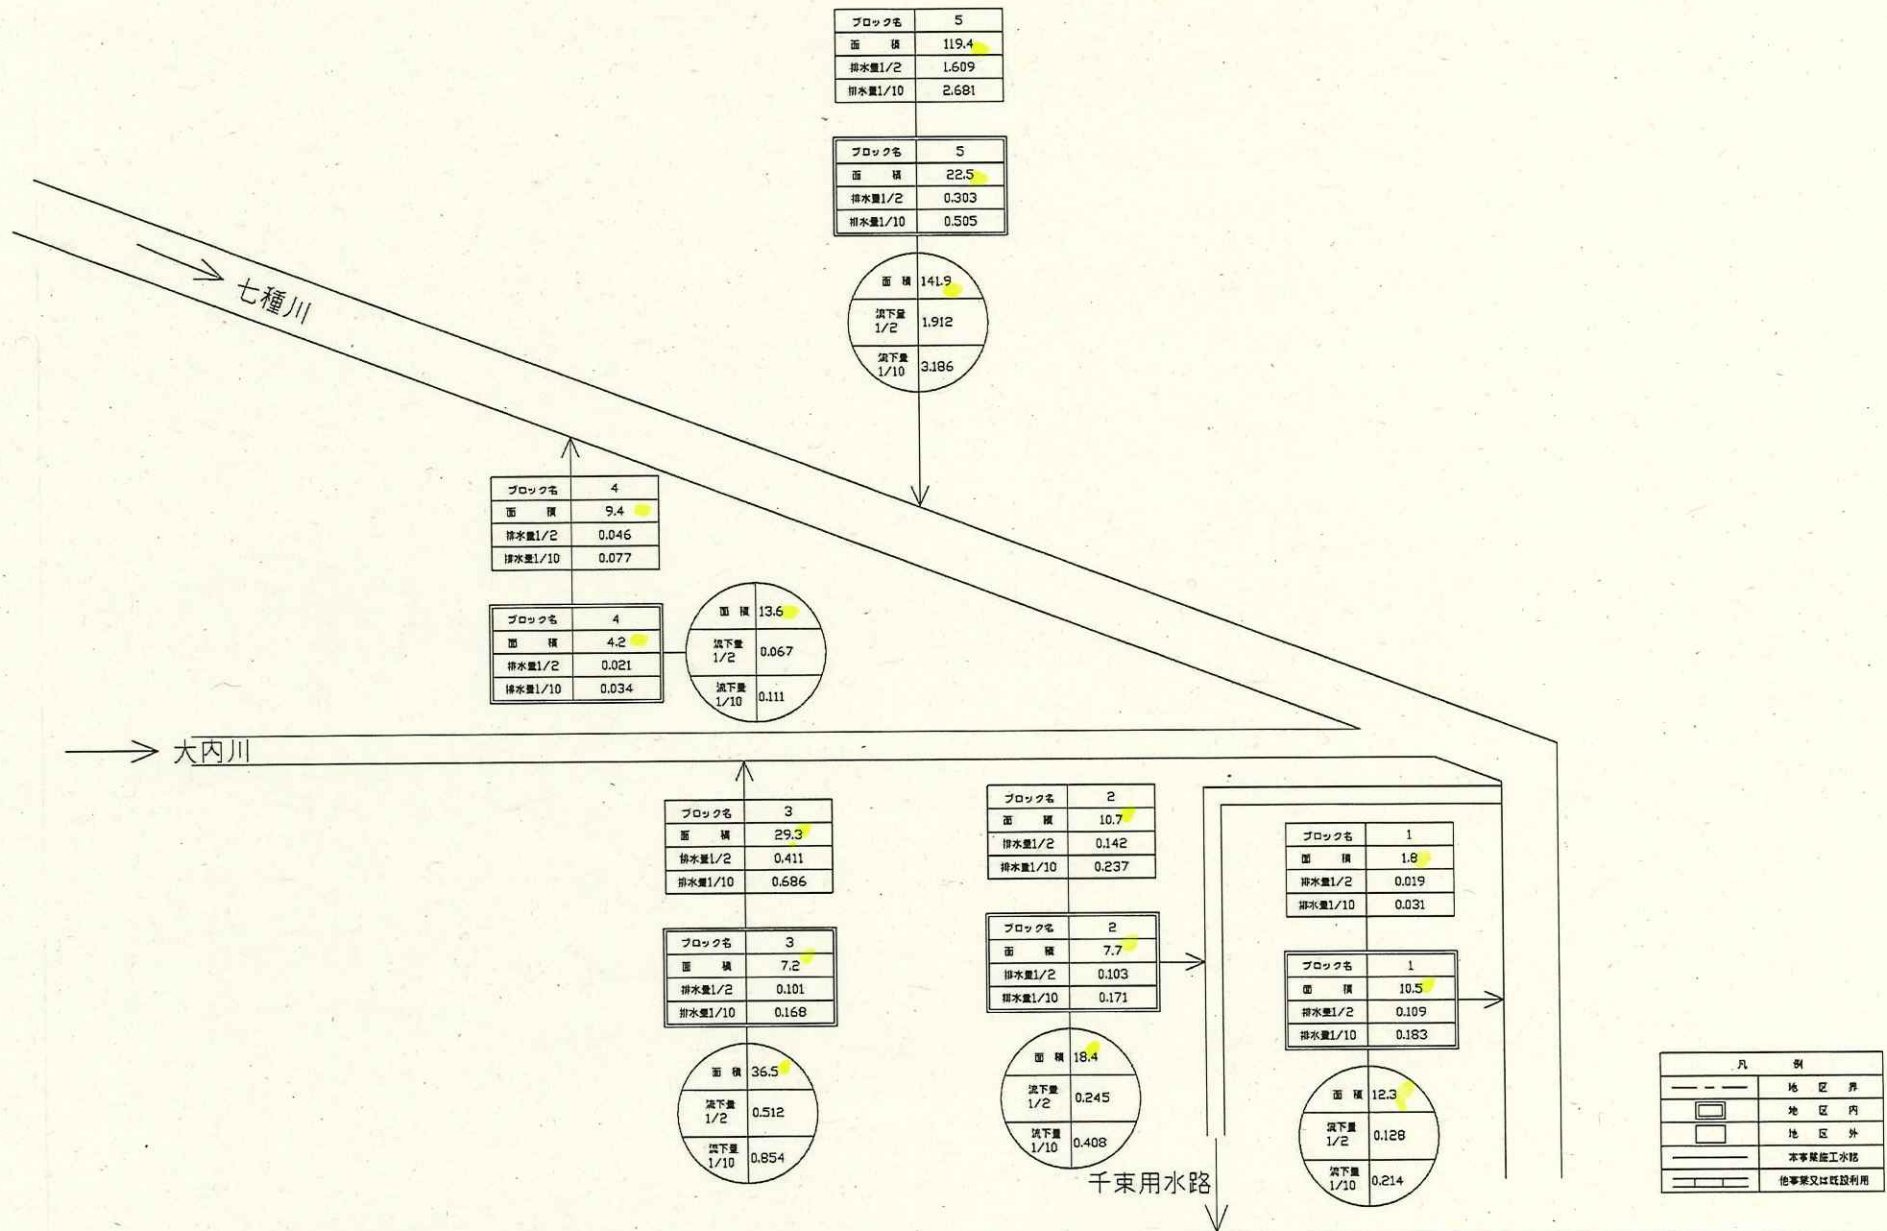 ブロック名 5
面 積 119.4
排水量1/2 1.609
排水量1/10 2.681
ブロック名 5
面 積 22.5
排水量1/2 0.303
排水量1/10 0.505
面 積 141.9
流下量
1/2 1.912
流下量
1/10 3.186
七種川
ブロック名 4
面 積 9.4
排水量1/2 0.046
排水量1/10 0.077
ブロック名 4
面 積 4.2
排水量1/2 0.021
排水量1/10 0.034
面 積 13.6
流下量
1/2 0.067
流下量
1/10 0.111
大内川
ブロック名 3
面 積 29.3
排水量1/2 0.411
排水量1/10 0.686
ブロック名 3
面 積 7.2
排水量1/2 0.101
排水量1/10 0.168
面 積 36.5
流下量
1/2 0.512
流下量
1/10 0.854
ブロック名 2
面 積 10.7
排水量1/2 0.142
排水量1/10 0.237
ブロック名 2
面 積 7.7
排水量1/2 0.103
排水量1/10 0.171
面 積 18.4
流下量
1/2 0.245
流下量
1/10 0.408
千束用水路
ブロック名 1
面 積 1.8
排水量1/2 0.019
排水量1/10 0.031
ブロック名 1
面 積 10.5
排水量1/2 0.109
排水量1/10 0.183
面 積 12.3
流下量
1/2 0.128
流下量
1/10 0.214
凡 例
地 区 界
地 区 内
地 区 外
本事業施工水路
他事業又は既設利用